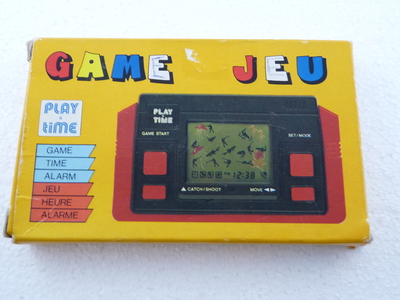 GAME JEU
PLAY
& TIME
GAME
TIME
ALARM
JEU
HEURE
ALARME
PLAY
& TIME
GAME START
SET/MODE
12:38
▲ CATCH/SHOOT
MOVE ◀▶